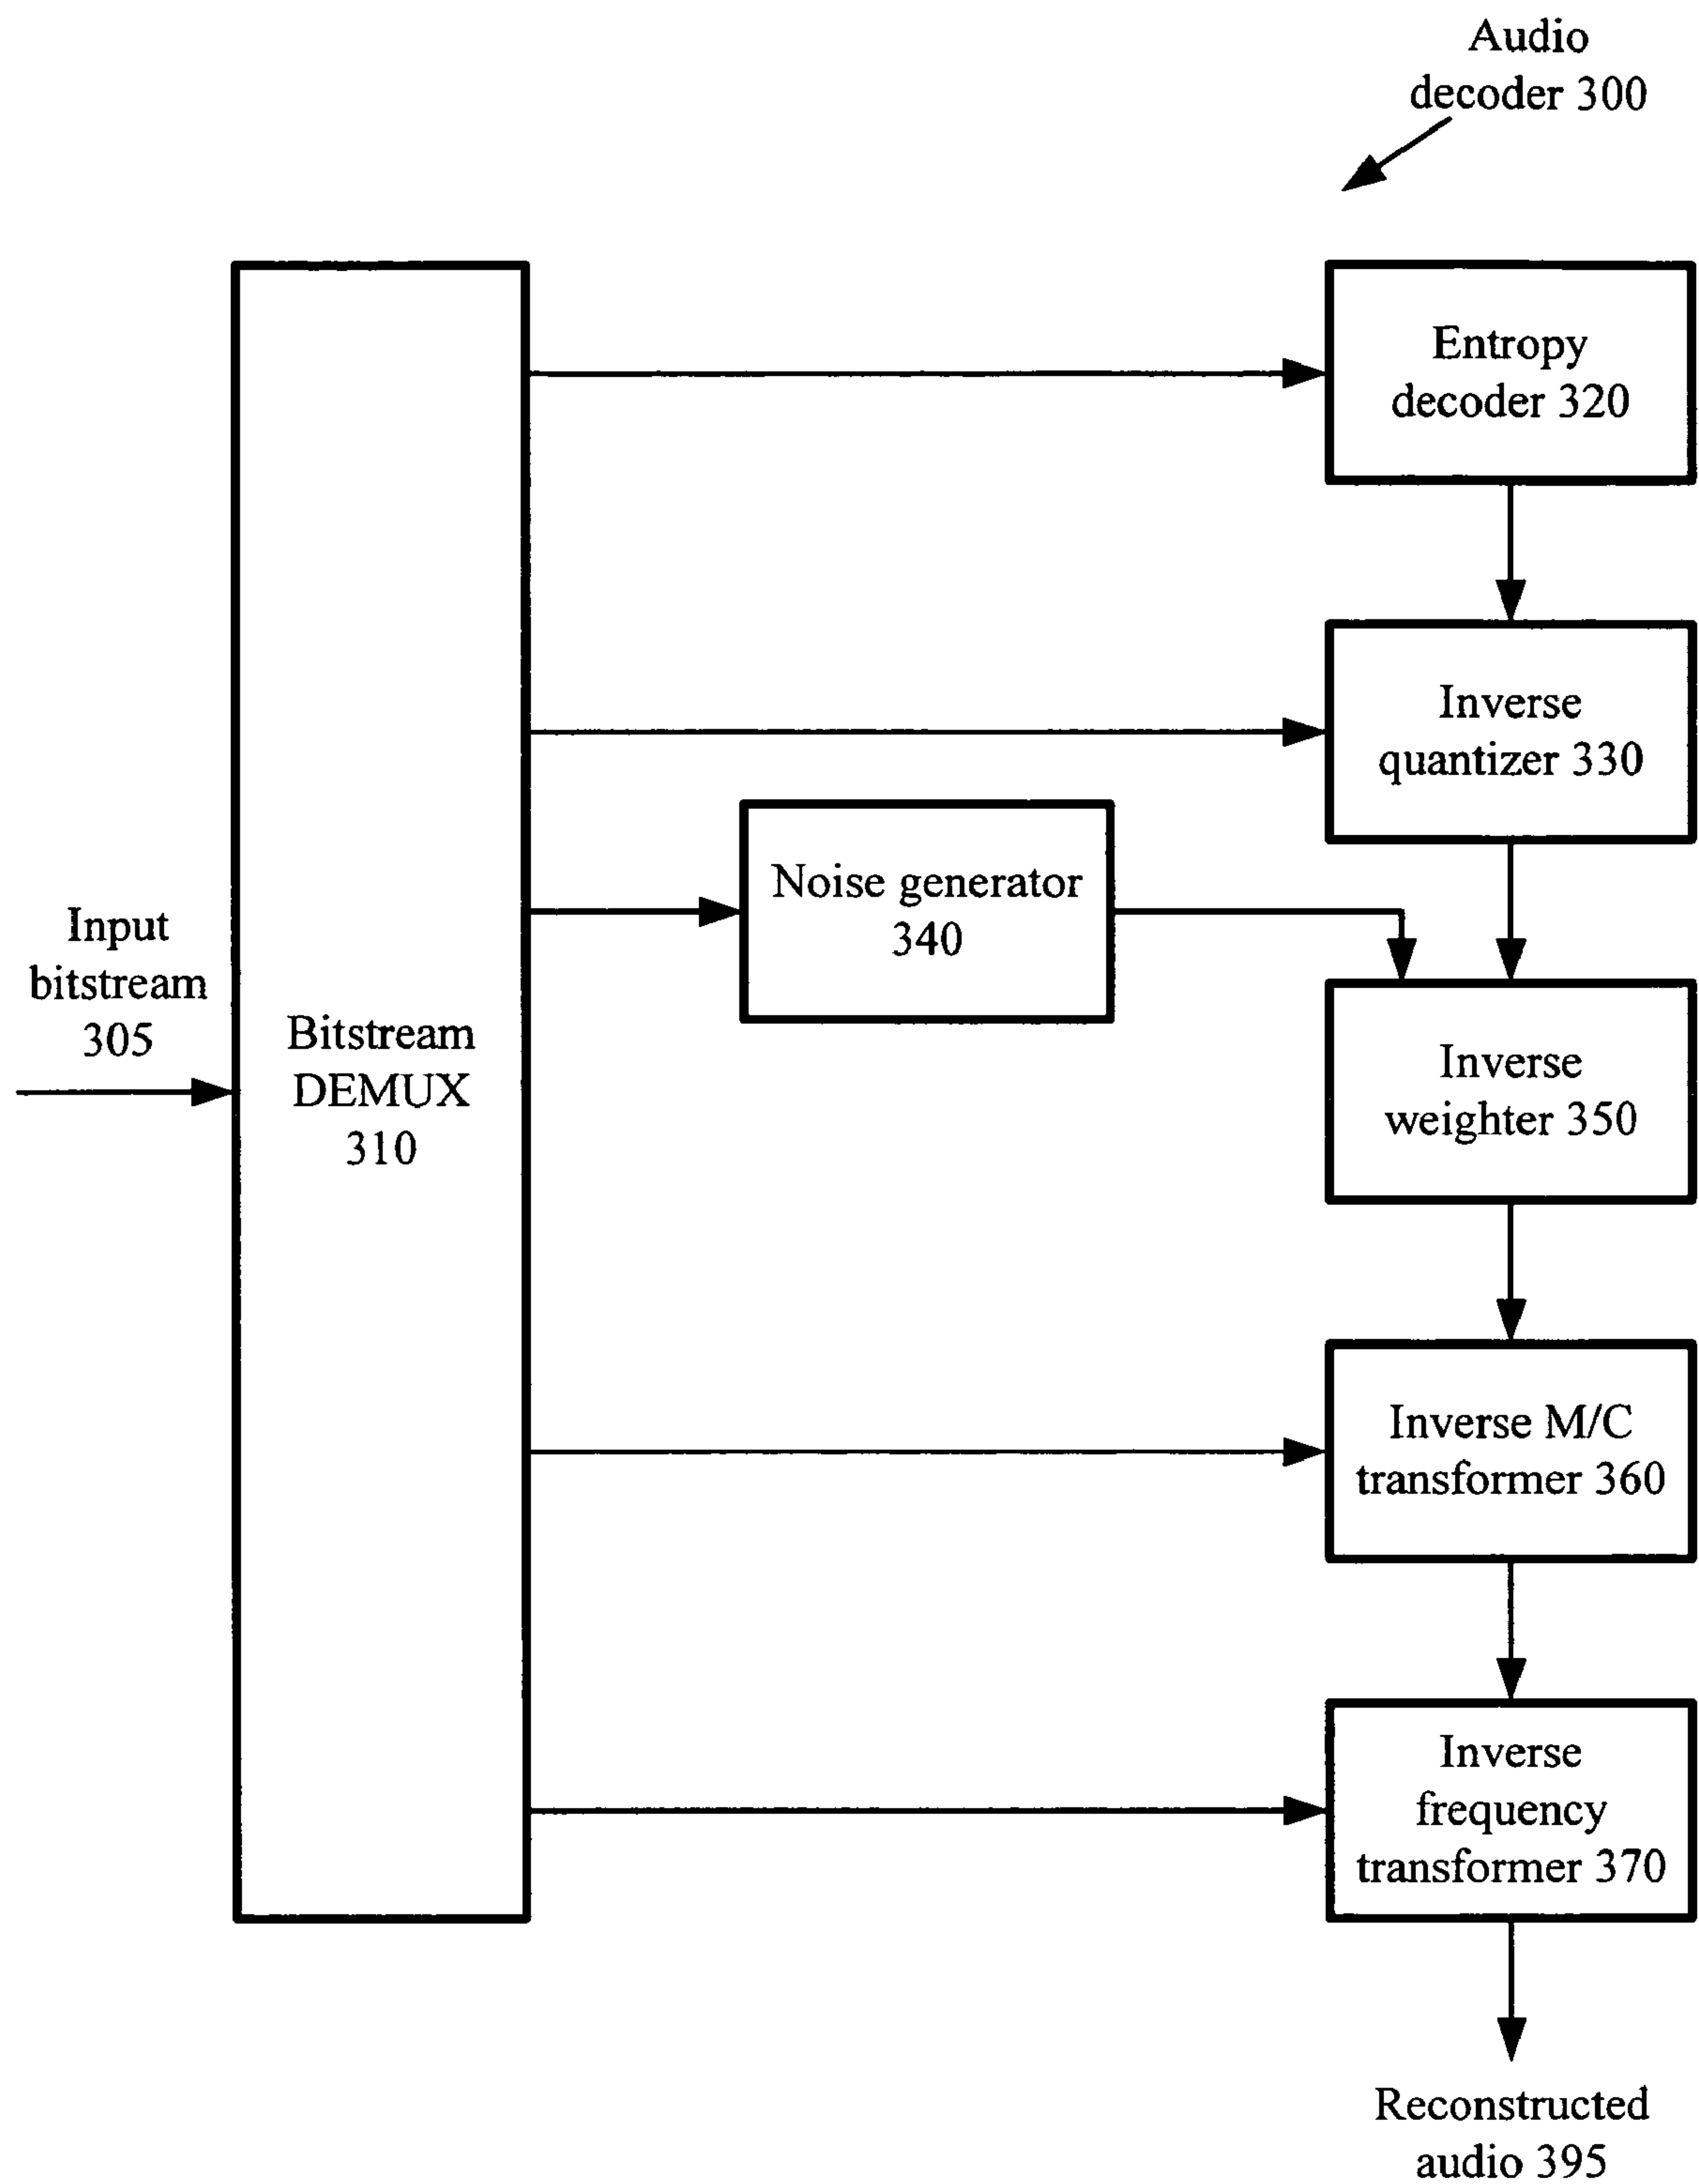 Audio
decoder 300
Entropy
decoder 320
Inverse
quantizer 330
Noise generator
340
Input
bitstream
305
Bitstream
DEMUX
310
Inverse
weighter 350
Inverse M/C
transformer 360
Inverse
frequency
transformer 370
Reconstructed
audio 395